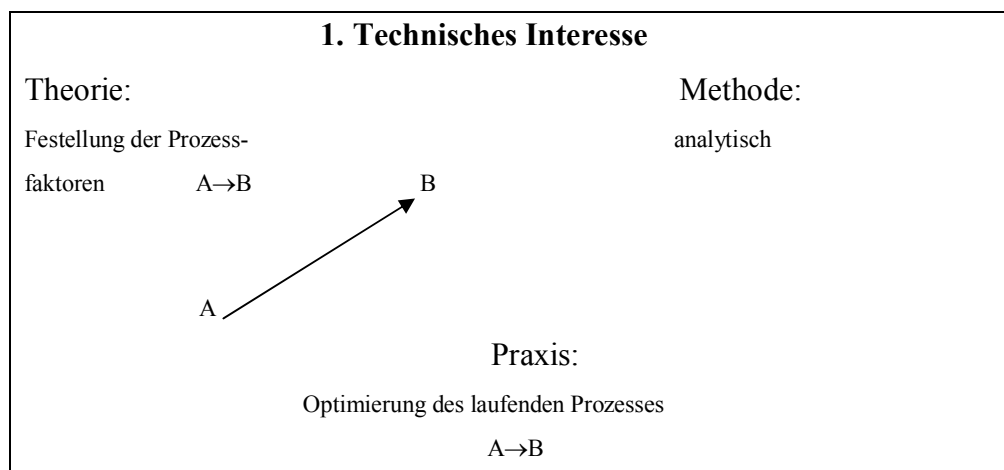 1. Technisches Interesse
Theorie:
Methode:
Festellung der Prozess-
analytisch
faktoren A→B
B
A
Praxis:
Optimierung des laufenden Prozesses
A→B